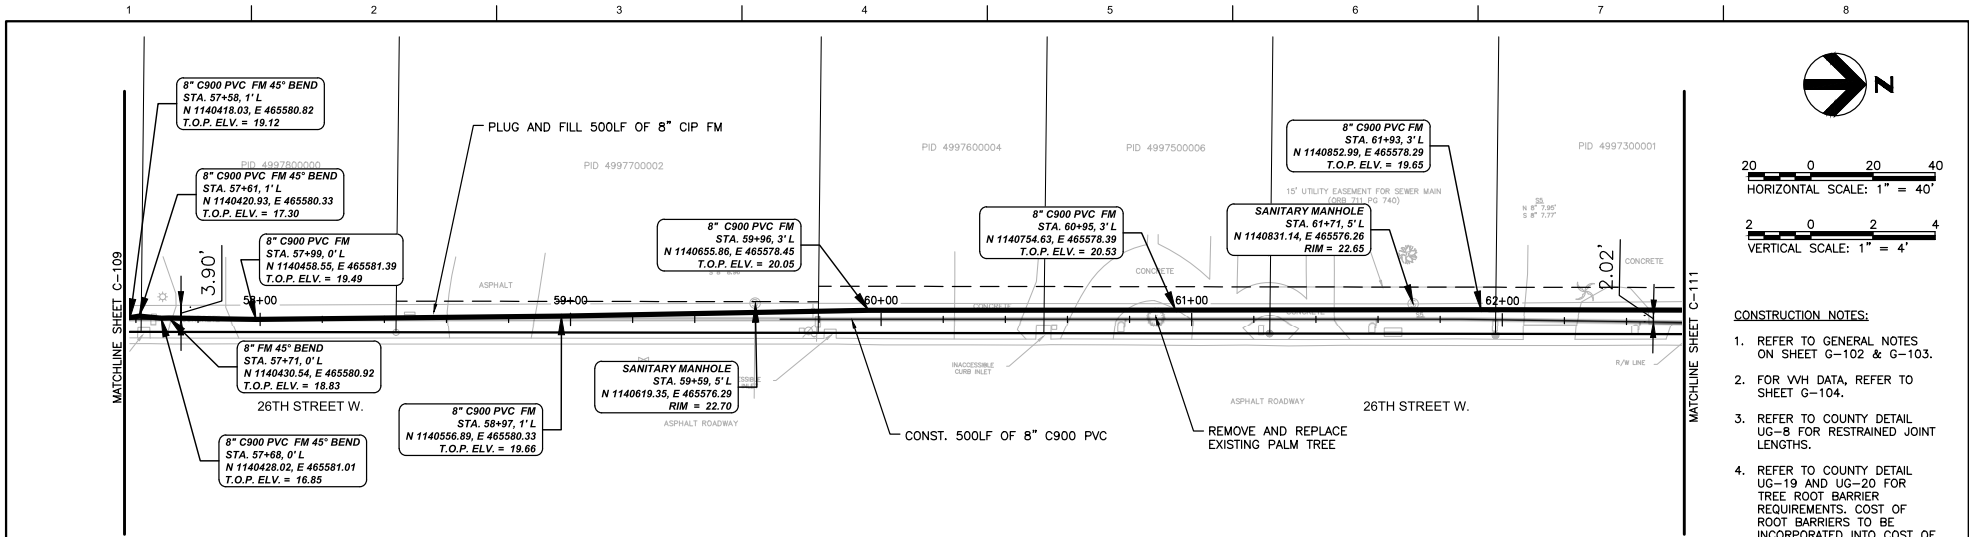 1 2 3 4 5 6 7 8
8" C900 PVC FM 45° BEND
STA. 57+58, 1' L
N 1140418.03, E 465580.82
T.O.P. ELV. = 19.12
PLUG AND FILL 500LF OF 8" CIP FM
PID 4997800000
PID 4997700002
PID 4997600004
PID 4997500006
PID 4997300001
8" C900 PVC FM 45° BEND
STA. 57+61, 1' L
N 1140420.93, E 465580.33
T.O.P. ELV. = 17.30
8" C900 PVC FM
STA. 57+99, 0' L
N 1140458.55, E 465581.39
T.O.P. ELV. = 19.49
8" C900 PVC FM
STA. 59+96, 3' L
N 1140655.86, E 465578.45
T.O.P. ELV. = 20.05
8" C900 PVC FM
STA. 60+95, 3' L
N 1140754.63, E 465578.39
T.O.P. ELV. = 20.53
8" C900 PVC FM
STA. 61+93, 3' L
N 1140852.99, E 465578.29
T.O.P. ELV. = 19.65
15' UTILITY EASEMENT FOR SEWER MAIN
(ORB 711 PG 740)
SANITARY MANHOLE
STA. 61+71, 5' L
N 1140831.14, E 465576.26
RIM = 22.65
SS
N 8" 7.95'
S 8" 7.77'
3.90'
2.02'
ASPHALT
CONCRETE
CONCRETE
CONCRETE
58+00
59+00
60+00
61+00
62+00
MATCHLINE SHEET C-109
MATCHLINE SHEET C-111
8" FM 45° BEND
STA. 57+71, 0' L
N 1140430.54, E 465580.92
T.O.P. ELV. = 18.83
26TH STREET W.
8" C900 PVC FM 45° BEND
STA. 57+68, 0' L
N 1140428.02, E 465581.01
T.O.P. ELV. = 16.85
8" C900 PVC FM
STA. 58+97, 1' L
N 1140556.89, E 465580.33
T.O.P. ELV. = 19.66
SANITARY MANHOLE
STA. 59+59, 5' L
N 1140619.35, E 465576.29
RIM = 22.70
ASPHALT ROADWAY
INACCESSIBLE
CURB INLET
CONST. 500LF OF 8" C900 PVC
REMOVE AND REPLACE
EXISTING PALM TREE
ASPHALT ROADWAY
26TH STREET W.
R/W LINE
N
20 0 20 40
HORIZONTAL SCALE: 1" = 40'
2 0 2 4
VERTICAL SCALE: 1" = 4'
CONSTRUCTION NOTES:
1. REFER TO GENERAL NOTES
ON SHEET G-102 & G-103.
2. FOR VVH DATA, REFER TO
SHEET G-104.
3. REFER TO COUNTY DETAIL
UG-8 FOR RESTRAINED JOINT
LENGTHS.
4. REFER TO COUNTY DETAIL
UG-19 AND UG-20 FOR
TREE ROOT BARRIER
REQUIREMENTS. COST OF
ROOT BARRIERS TO BE
INCORPORATED INTO COST OF